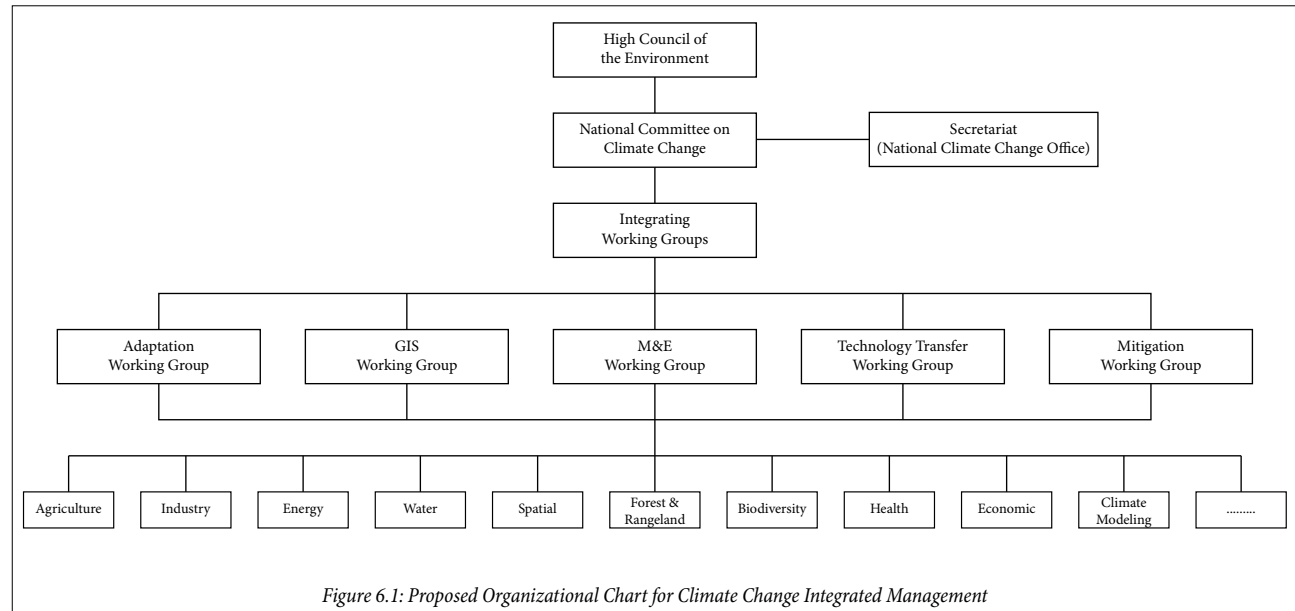 High Council of
the Environment
National Committee on
Climate Change
Secretariat
(National Climate Change Office)
Integrating
Working Groups
Adaptation
Working Group
GIS
Working Group
M&E
Working Group
Technology Transfer
Working Group
Mitigation
Working Group
Agriculture
Industry
Energy
Water
Spatial
Forest &
Rangeland
Biodiversity
Health
Economic
Climate
Modeling
.........
Figure 6.1: Proposed Organizational Chart for Climate Change Integrated Management